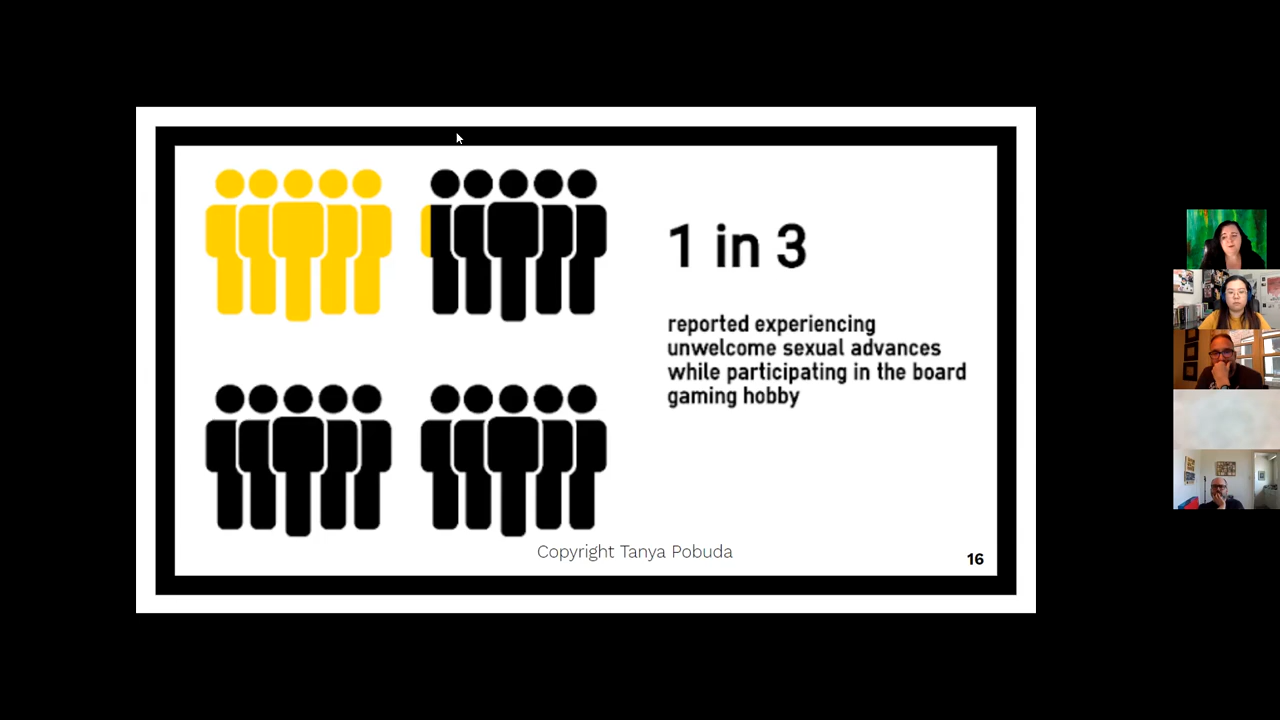 1 in 3
reported experiencing
unwelcome sexual advances
while participating in the board
gaming hobby
Copyright Tanya Pobuda
16